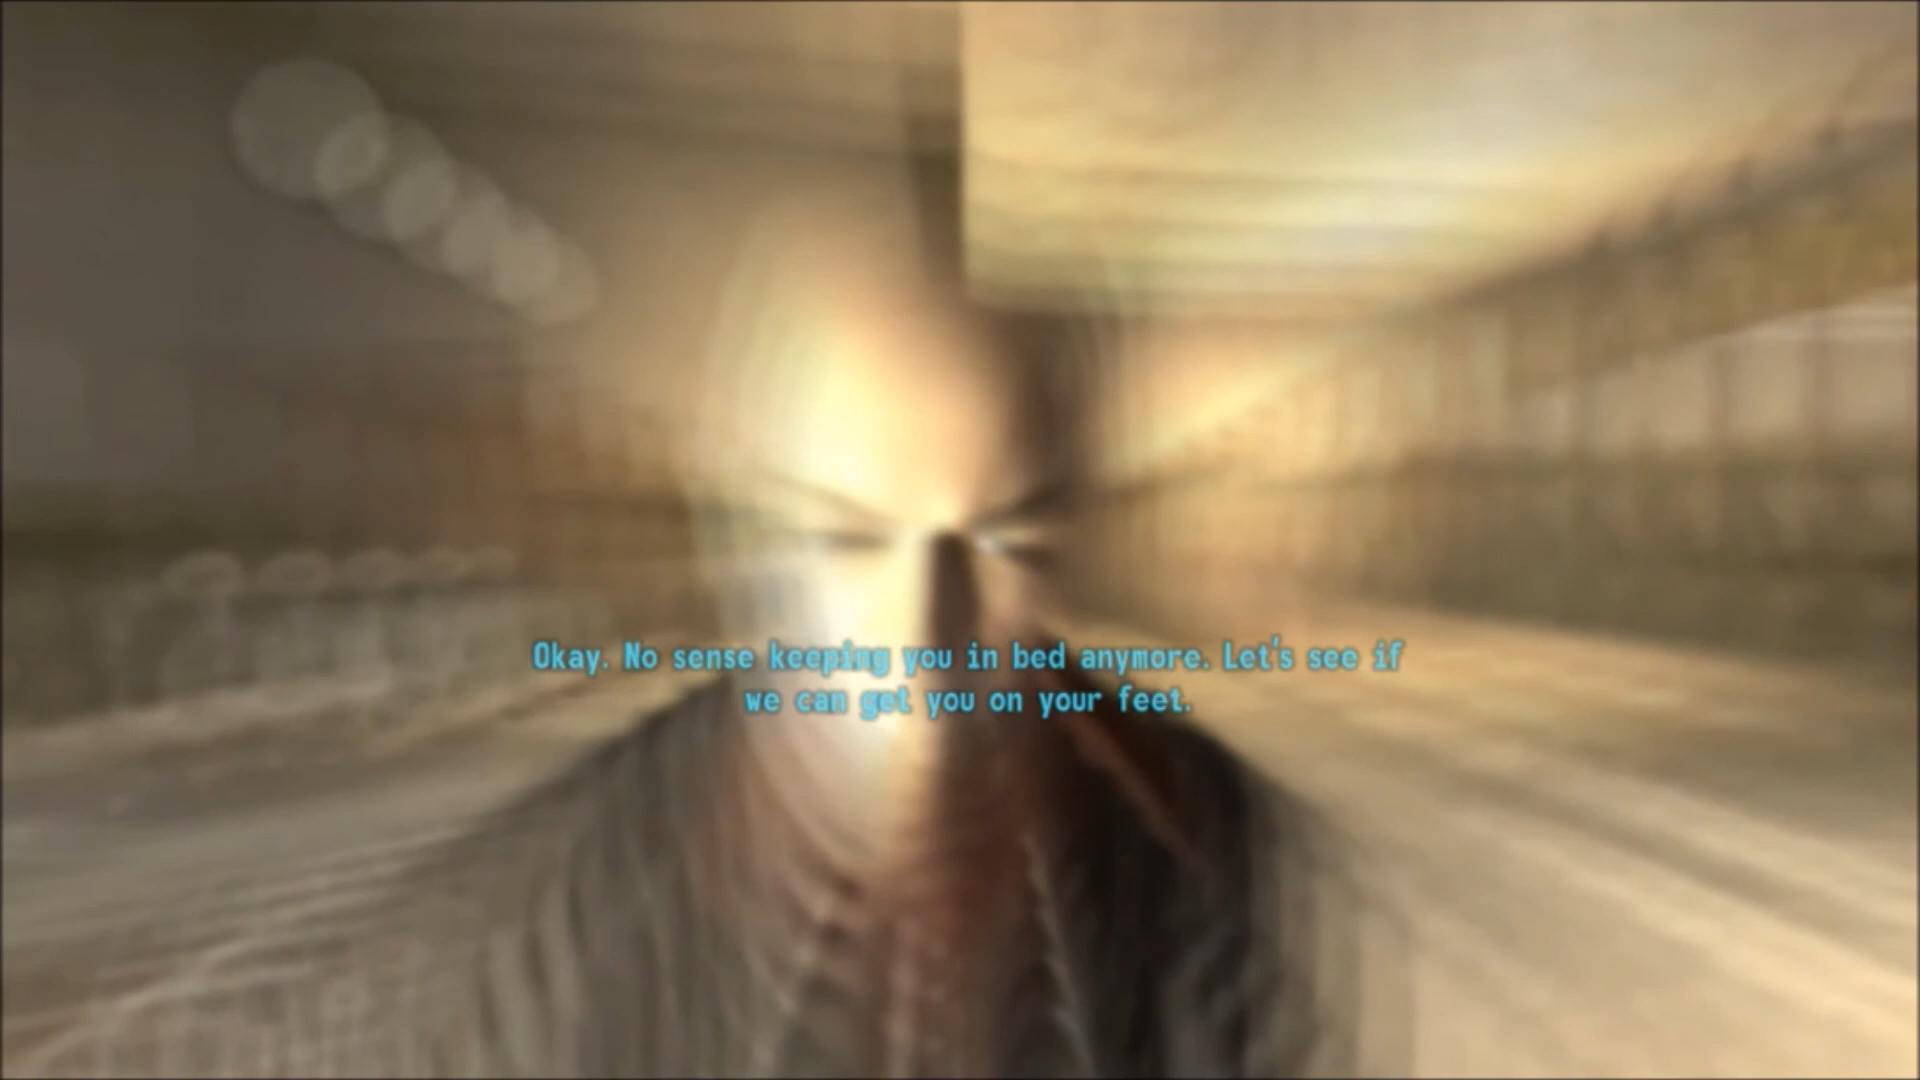 Okay. No sense keeping you in bed anymore. Let's see if
we can get you on your feet.